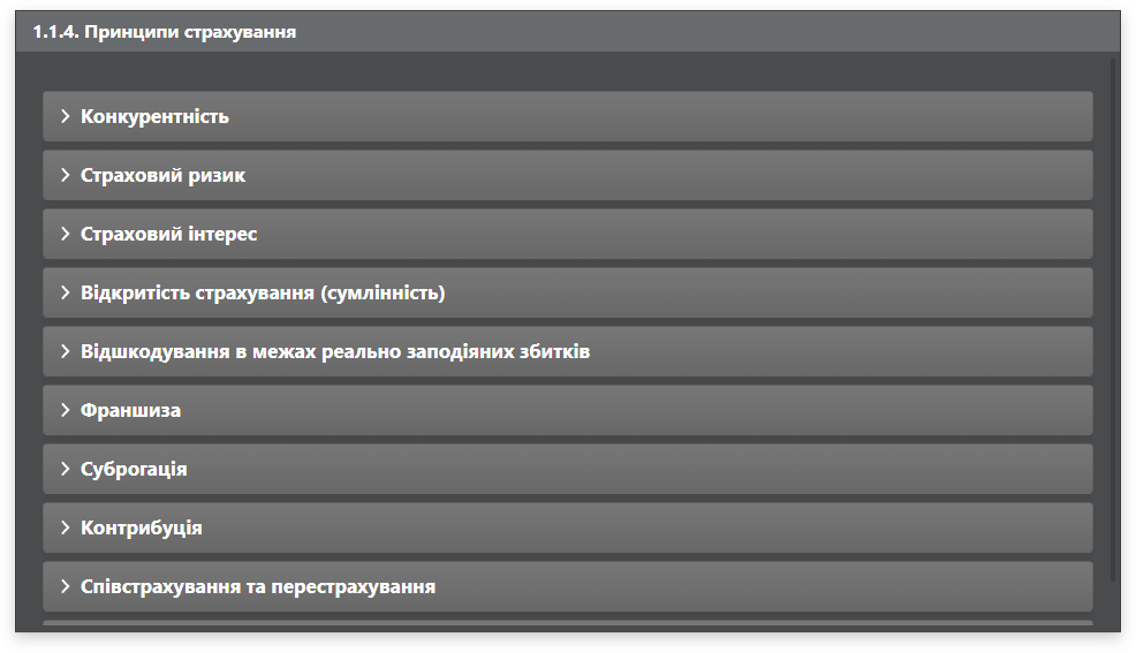 1.1.4. Принципи страхування
Конкурентність
Страховий ризик
Страховий інтерес
Відкритість страхування (сумлінність)
Відшкодування в межах реально заподіяних збитків
Франшиза
Суброгація
Контрибуція
Співстрахування та перестрахування